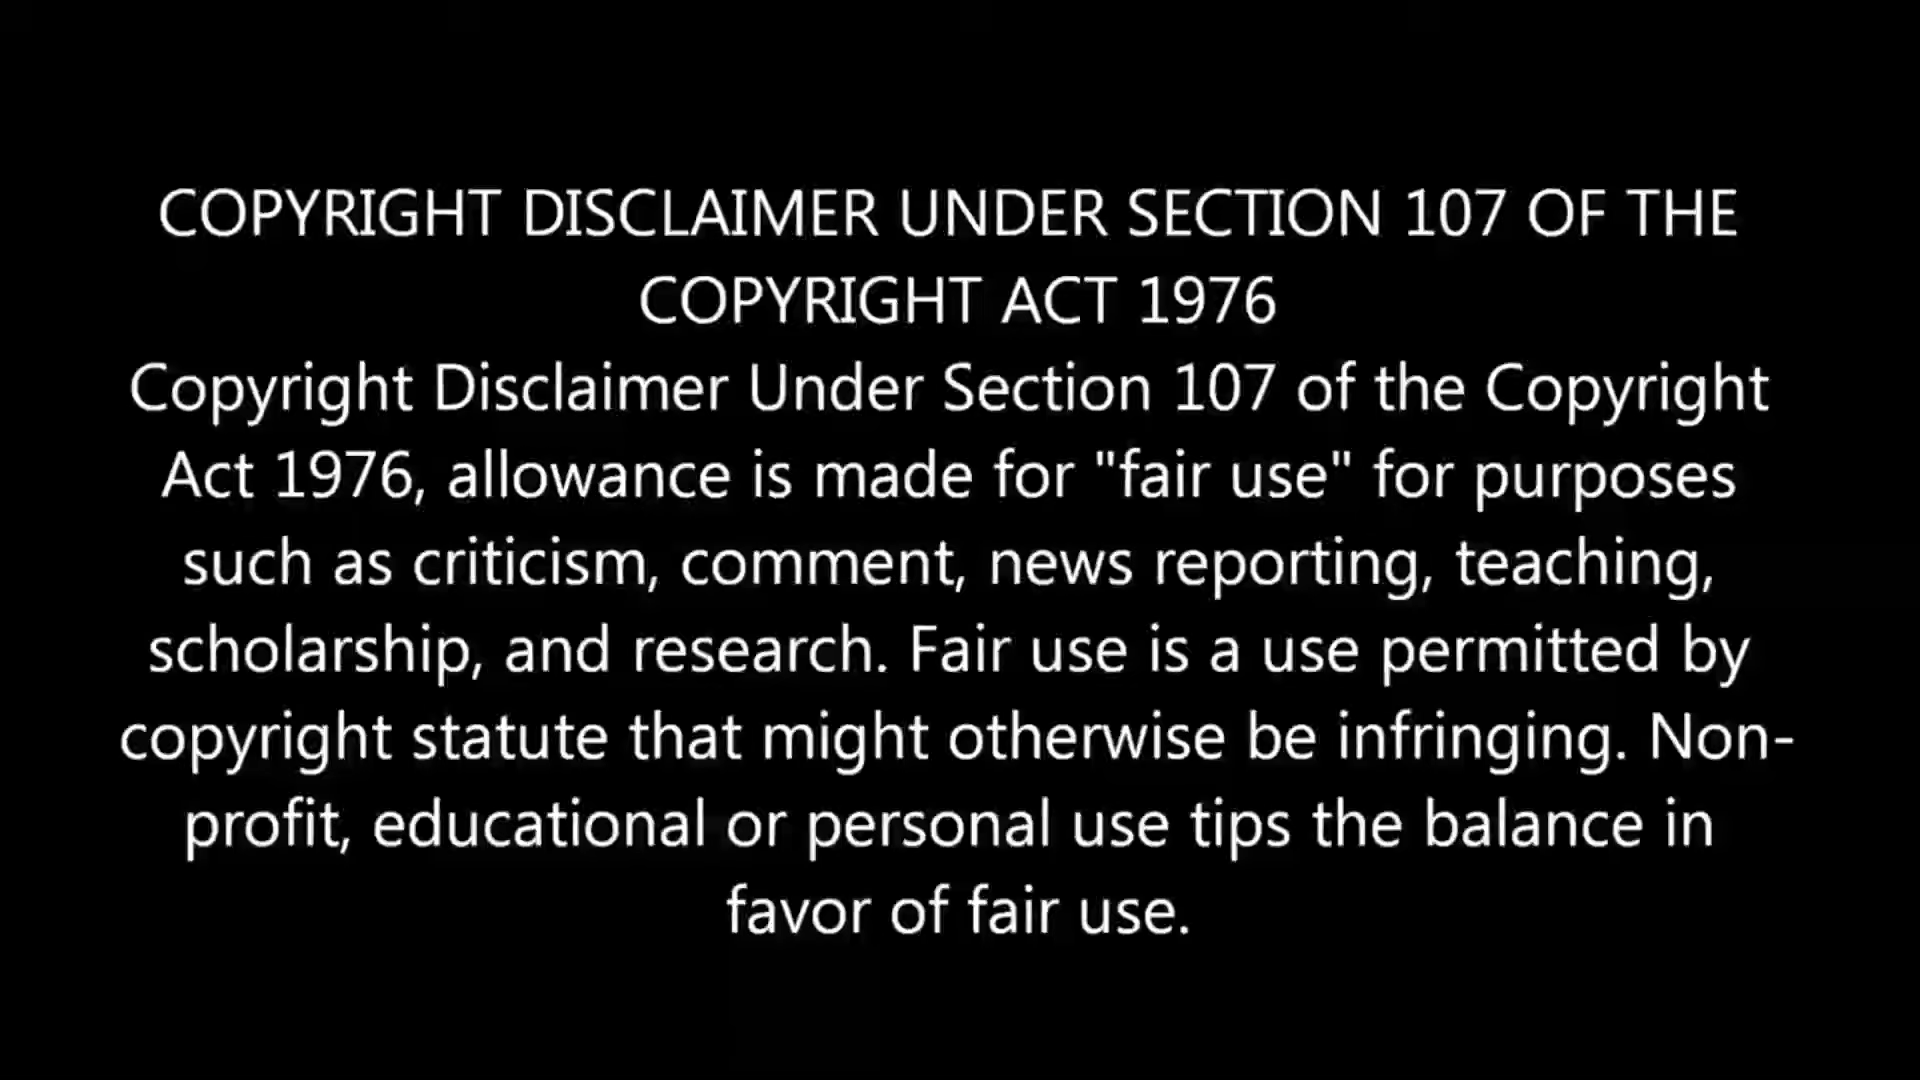 COPYRIGHT DISCLAIMER UNDER SECTION 107 OF THE
COPYRIGHT ACT 1976
Copyright Disclaimer Under Section 107 of the Copyright
Act 1976, allowance is made for "fair use" for purposes
such as criticism, comment, news reporting, teaching,
scholarship, and research. Fair use is a use permitted by
copyright statute that might otherwise be infringing. Non-
profit, educational or personal use tips the balance in
favor of fair use.